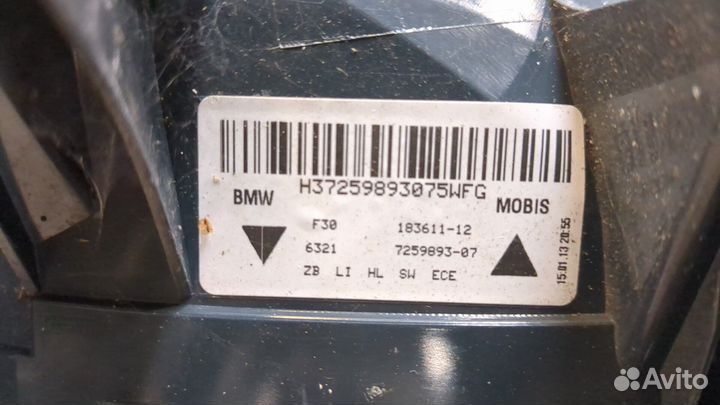 H37259893075WFG
BMW
MOBIS
F30 183611-12
6321 7259893-07
ZB LI HL SW ECE
15.01.13 20:55
Avito